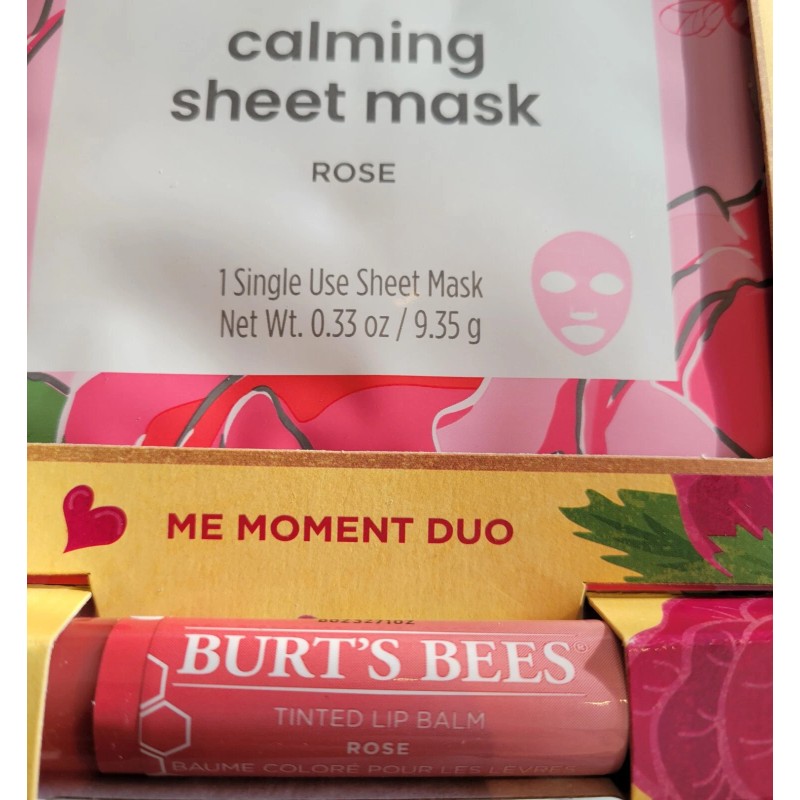 calming
sheet mask
ROSE
1 Single Use Sheet Mask
Net Wt. 0.33 oz / 9.35 g
ME MOMENT DUO
BURT'S BEES®
TINTED LIP BALM
ROSE
BAUME COLORÉ POUR LES LÈVRES